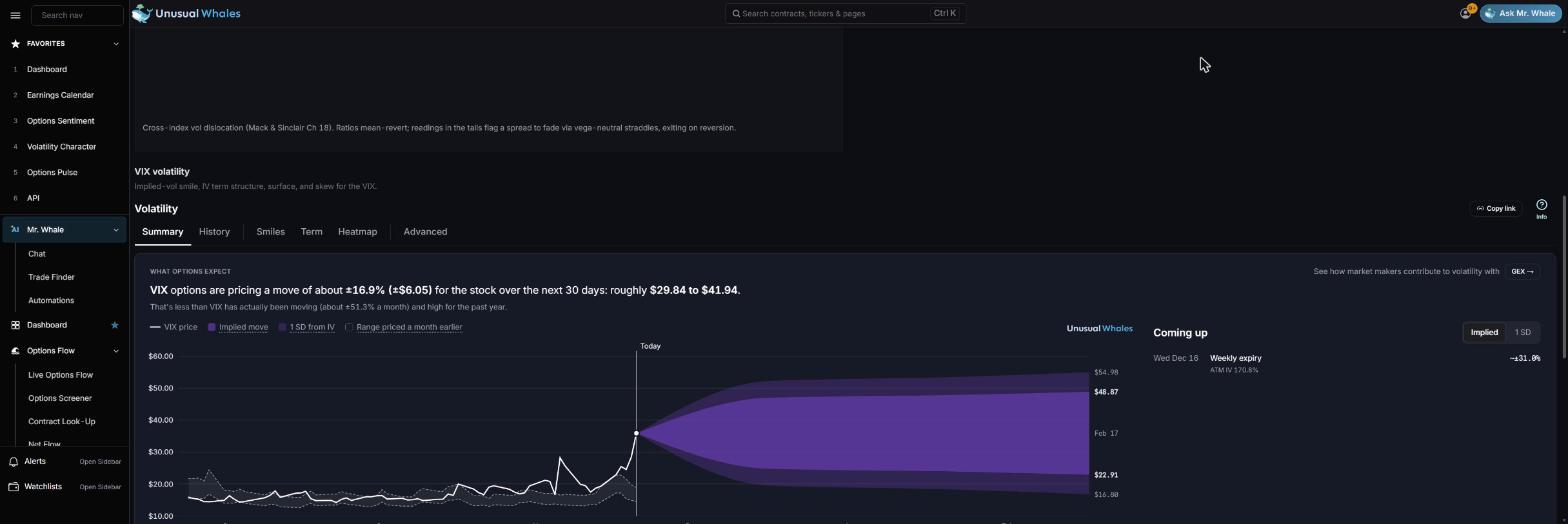 Search nav
Unusual Whales
Search contracts, tickers & pages
Ctrl K
9+
Ask Mr. Whale
FAVORITES
1 Dashboard
2 Earnings Calendar
3 Options Sentiment
4 Volatility Character
5 Options Pulse
6 API
AI Mr. Whale
Chat
Trade Finder
Automations
Dashboard
Options Flow
Live Options Flow
Options Screener
Contract Look-Up
Net Flow
Alerts Open Sidebar
Watchlists Open Sidebar
Cross-index vol dislocation (Mack & Sinclair Ch 18). Ratios mean-revert; readings in the tails flag a spread to fade via vega-neutral straddles, exiting on reversion.
VIX volatility
Implied-vol smile, IV term structure, surface, and skew for the VIX.
Volatility
Copy link
Info
Summary History Smiles Term Heatmap Advanced
WHAT OPTIONS EXPECT
See how market makers contribute to volatility with GEX →
VIX options are pricing a move of about ±16.9% (±$6.05) for the stock over the next 30 days: roughly $29.84 to $41.94.
That's less than VIX has actually been moving (about ±51.3% a month) and high for the past year.
VIX price Implied move 1 SD from IV Range priced a month earlier
Unusual Whales
Today
$60.00
$50.00
$40.00
$30.00
$20.00
$10.00
$54.98
$48.87
Feb 17
$22.91
$16.80
Coming up
Implied 1 SD
Wed Dec 16 Weekly expiry ~±31.0%
ATM IV 170.8%